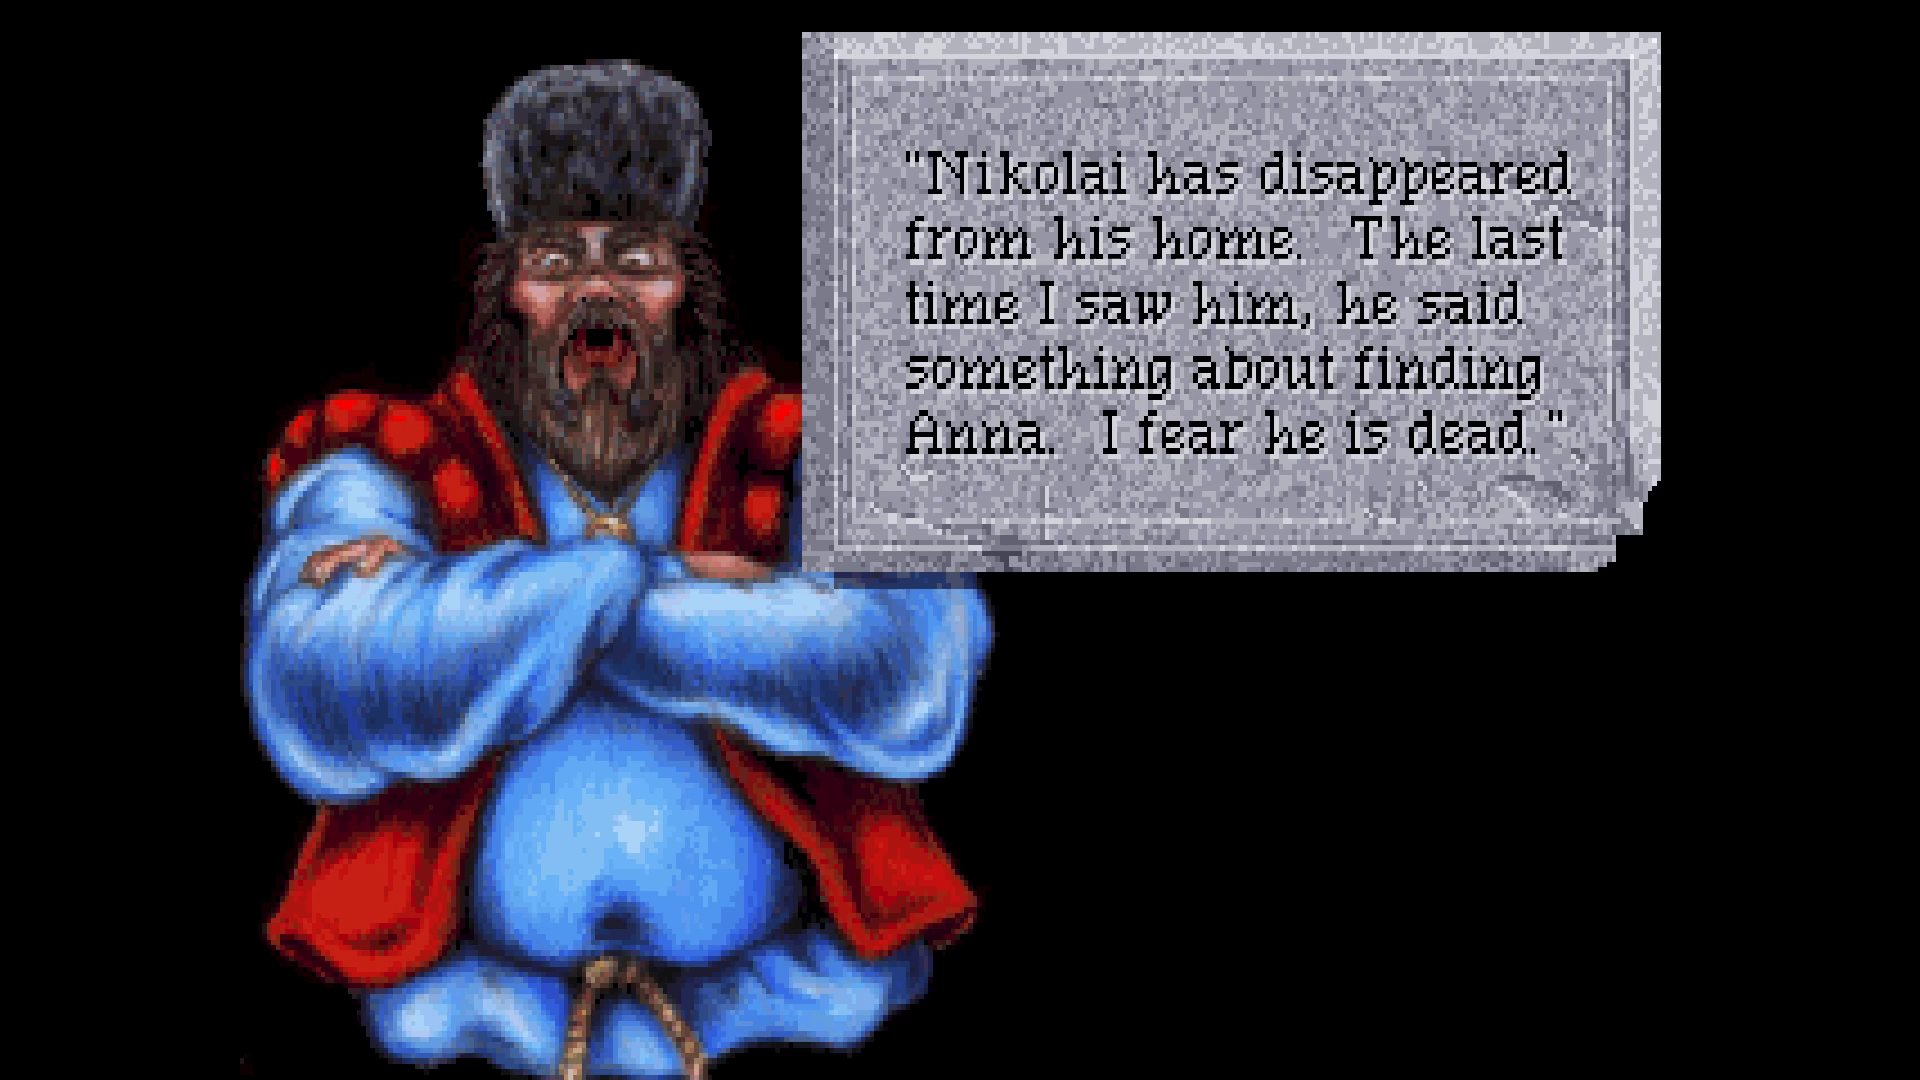 "Nikolai has disappeared
from his home.  The last
time I saw him, he said
something about finding
Anna.  I fear he is dead."